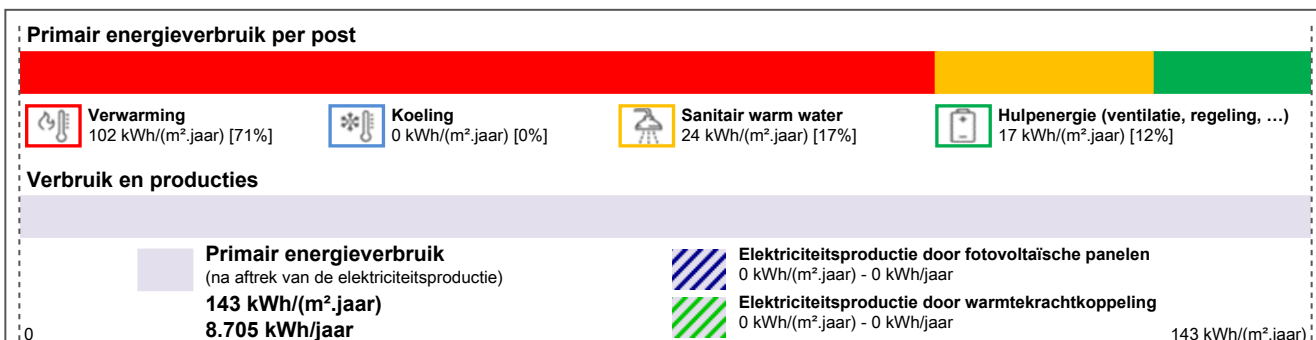 Primair energieverbruik per post
Verwarming
102 kWh/(m².jaar) [71%]
Koeling
0 kWh/(m².jaar) [0%]
Sanitair warm water
24 kWh/(m².jaar) [17%]
Hulpenergie (ventilatie, regeling, …)
17 kWh/(m².jaar) [12%]
Verbruik en producties
Primair energieverbruik
(na aftrek van de elektriciteitsproductie)
143 kWh/(m².jaar)
8.705 kWh/jaar
Elektriciteitsproductie door fotovoltaïsche panelen
0 kWh/(m².jaar) - 0 kWh/jaar
Elektriciteitsproductie door warmtekrachtkoppeling
0 kWh/(m².jaar) - 0 kWh/jaar
0
143 kWh/(m².jaar)